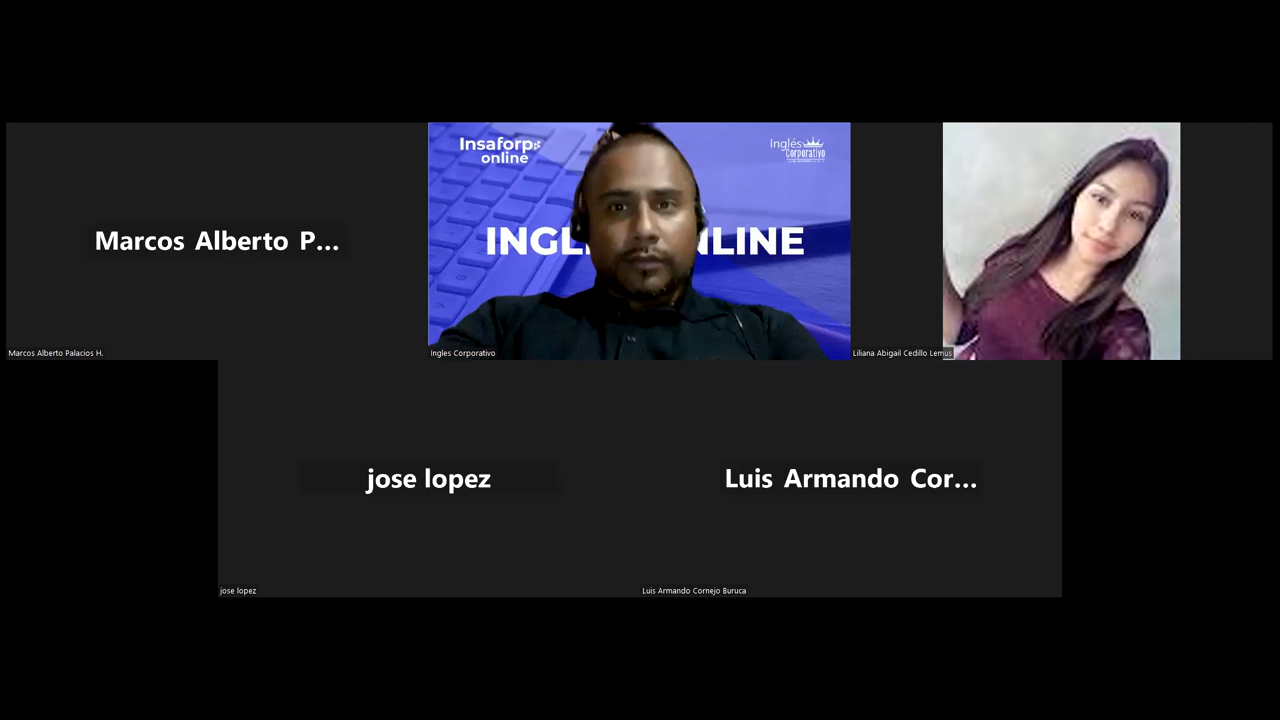 Marcos Alberto P...
Marcos Alberto Palacios H.
Insaforp
online
Inglés
Corporativo
INGL
NLINE
Ingles Corporativo
Liliana Abigail Cedillo Lemus
jose lopez
jose lopez
Luis Armando Cor...
Luis Armando Cornejo Buruca